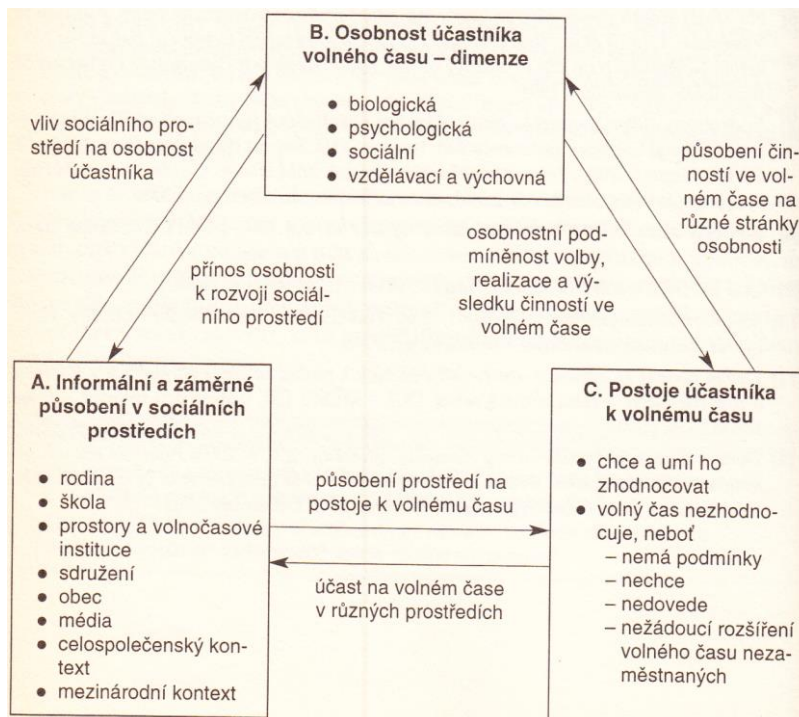 B. Osobnost účastníka
volného času – dimenze
● biologická
● psychologická
● sociální
● vzdělávací a výchovná
vliv sociálního pro-
středí na osobnost
účastníka
působení čin-
ností ve vol-
ném čase na
různé stránky
osobnosti
přínos osobnosti
k rozvoji sociál-
ního prostředí
osobnostní pod-
míněnost volby,
realizace a vý-
sledku činností ve
volném čase
A. Informální a záměrné
působení v sociálních
prostředích
● rodina
● škola
● prostory a volnočasové
instituce
● sdružení
● obec
● média
● celospolečenský kon-
text
● mezinárodní kontext
působení prostředí na
postoje k volnému času
účast na volném čase
v různých prostředích
C. Postoje účastníka
k volnému času
● chce a umí ho
zhodnocovat
● volný čas nezhodno-
cuje, neboť
– nemá podmínky
– nechce
– nedovede
– nežádoucí rozšíření
volného času neza-
městnaných